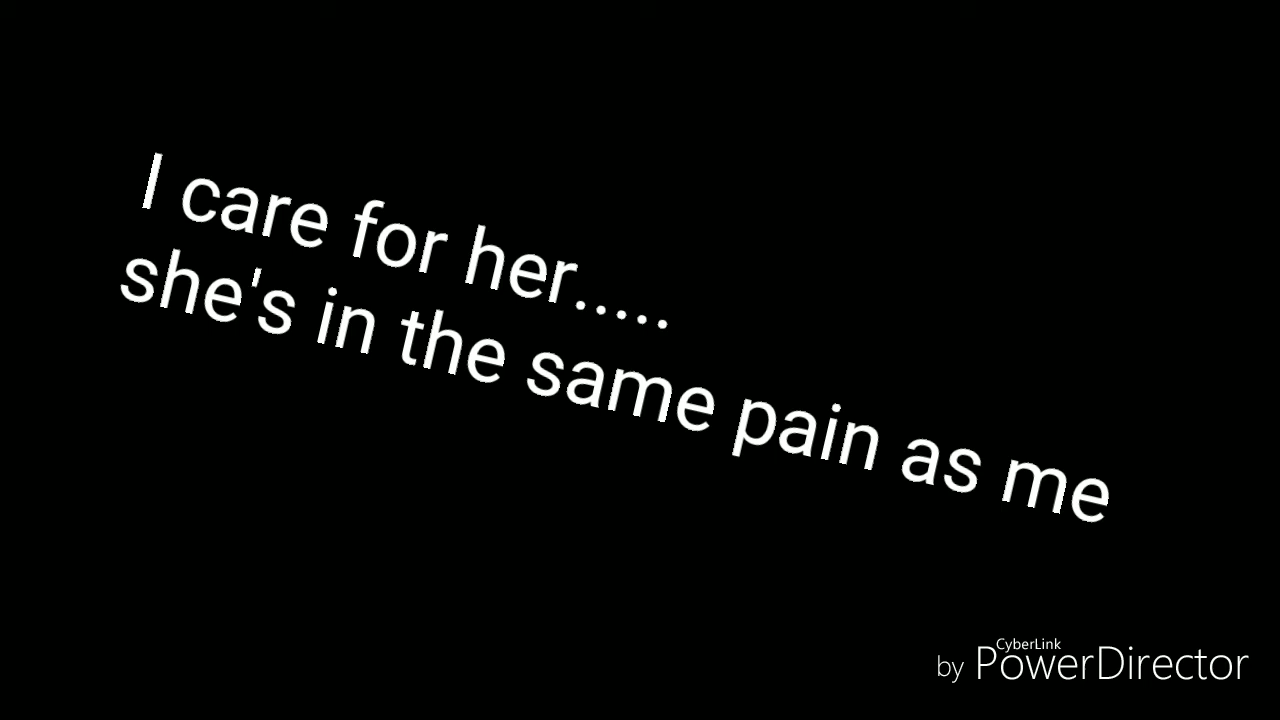 I care for her.....
she's in the same pain as me
CyberLink
by PowerDirector